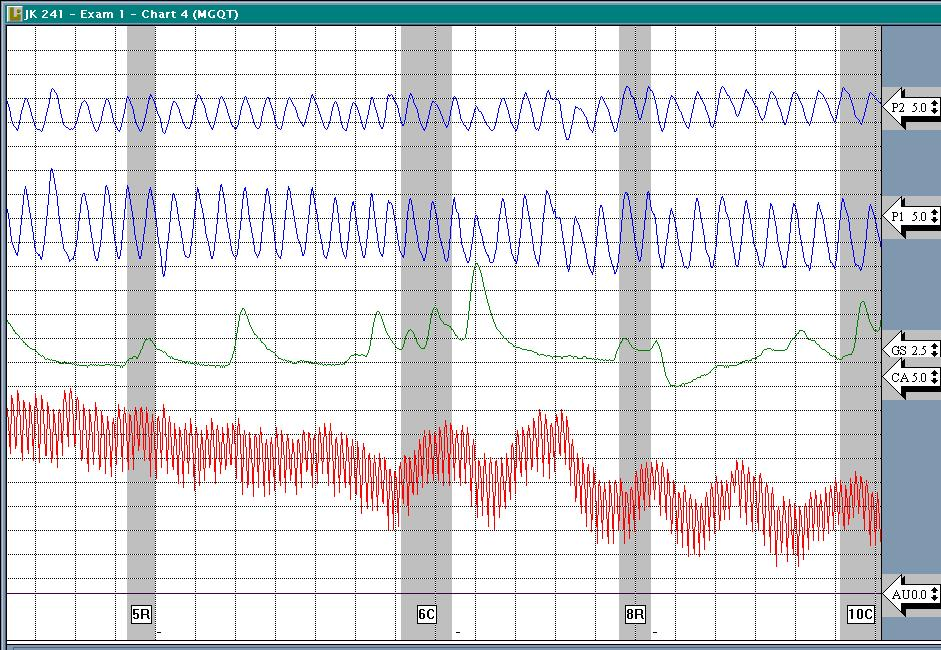 JK 241 - Exam 1 - Chart 4 (MGQT)
P2 5.0
P1 5.0
GS 2.5
CA 5.0
AU 0.0
5R
6C
8R
10C